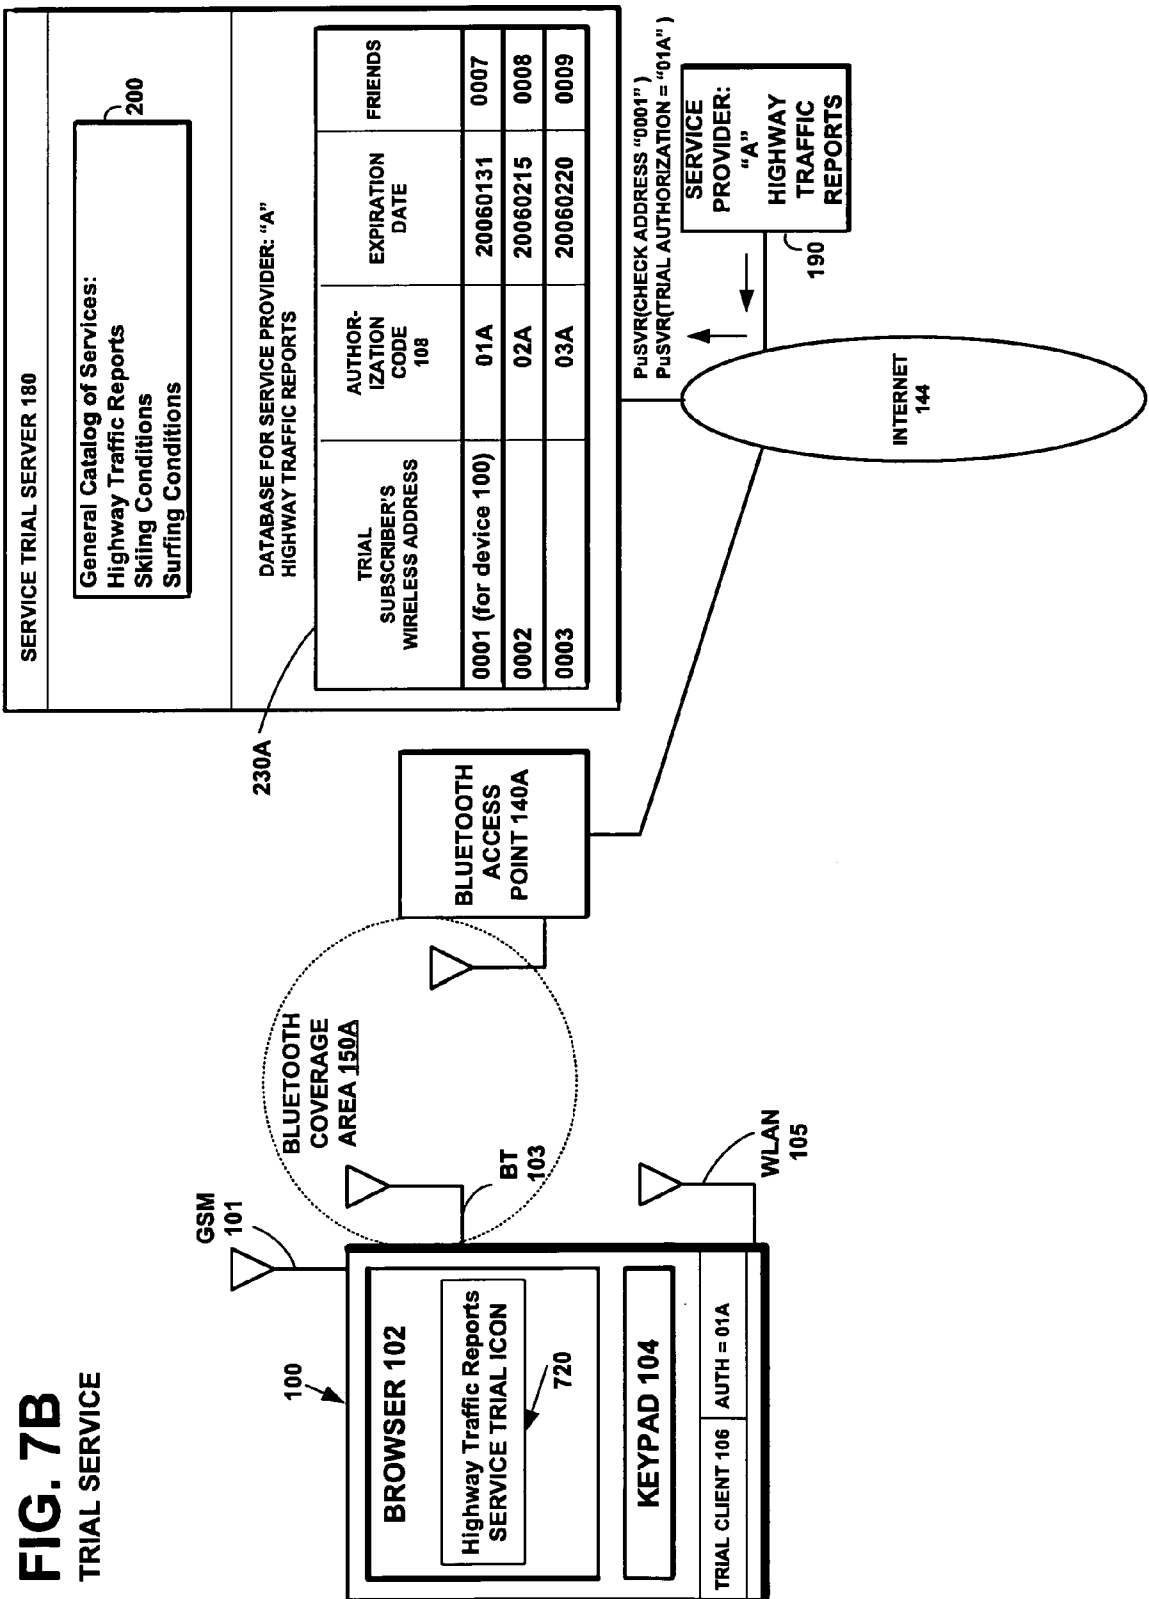 FIG. 7B
TRIAL SERVICE
100
BROWSER 102
Highway Traffic Reports
SERVICE TRIAL ICON
720
KEYPAD 104
TRIAL CLIENT 106
AUTH = 01A
GSM
101
BT
103
WLAN
105
BLUETOOTH
COVERAGE
AREA 150A
BLUETOOTH
ACCESS
POINT 140A
SERVICE TRIAL SERVER 180
General Catalog of Services:
Highway Traffic Reports
Skiing Conditions
Surfing Conditions
200
DATABASE FOR SERVICE PROVIDER: “A”
HIGHWAY TRAFFIC REPORTS
230A
TRIAL
SUBSCRIBER'S
WIRELESS ADDRESS
AUTHOR-
IZATION
CODE
108
EXPIRATION
DATE
FRIENDS
0001 (for device 100) 01A 20060131 0007
0002 02A 20060215 0008
0003 03A 20060220 0009
PuSVR(CHECK ADDRESS “0001” )
PuSVR(TRIAL AUTHORIZATION = “01A” )
INTERNET
144
190
SERVICE
PROVIDER:
“A”
HIGHWAY
TRAFFIC
REPORTS